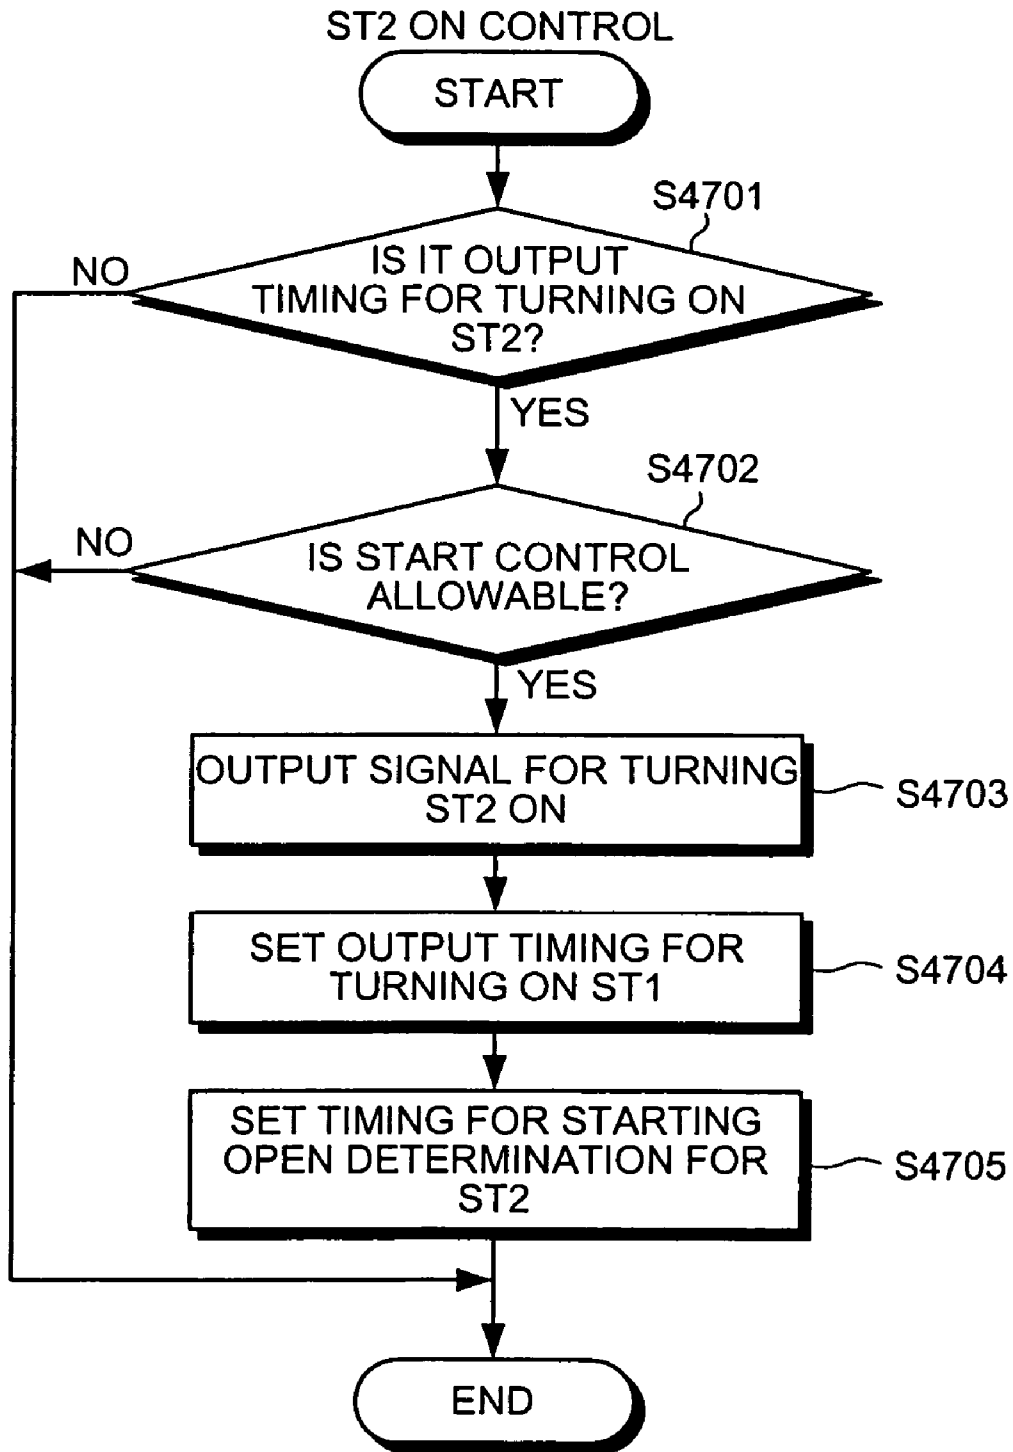 ST2 ON CONTROL
START
S4701
NO
IS IT OUTPUT
TIMING FOR TURNING ON
ST2?
YES
S4702
NO
IS START CONTROL
ALLOWABLE?
YES
OUTPUT SIGNAL FOR TURNING
ST2 ON
S4703
SET OUTPUT TIMING FOR
TURNING ON ST1
S4704
SET TIMING FOR STARTING
OPEN DETERMINATION FOR
ST2
S4705
END